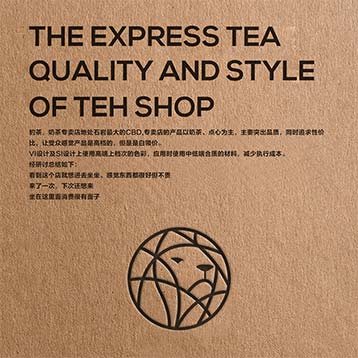 THE EXPRESS TEA
QUALITY AND STYLE
OF TEH SHOP
豹茶，奶茶专卖店地处石岩最大的CBD,专卖店的产品以奶茶、点心为主，主要突出品质，同时追求性价
比，让受众感觉产品是高档的，但是是白领价。
VI设计及SI设计上使用高端上档次的色彩，应用时使用中低端合质的材料，减少执行成本。
经研讨总结如下：
看到这个店就想进去坐坐，感觉东西都很好但不贵
来了一次，下次还想来
坐在这里面消费很有面子